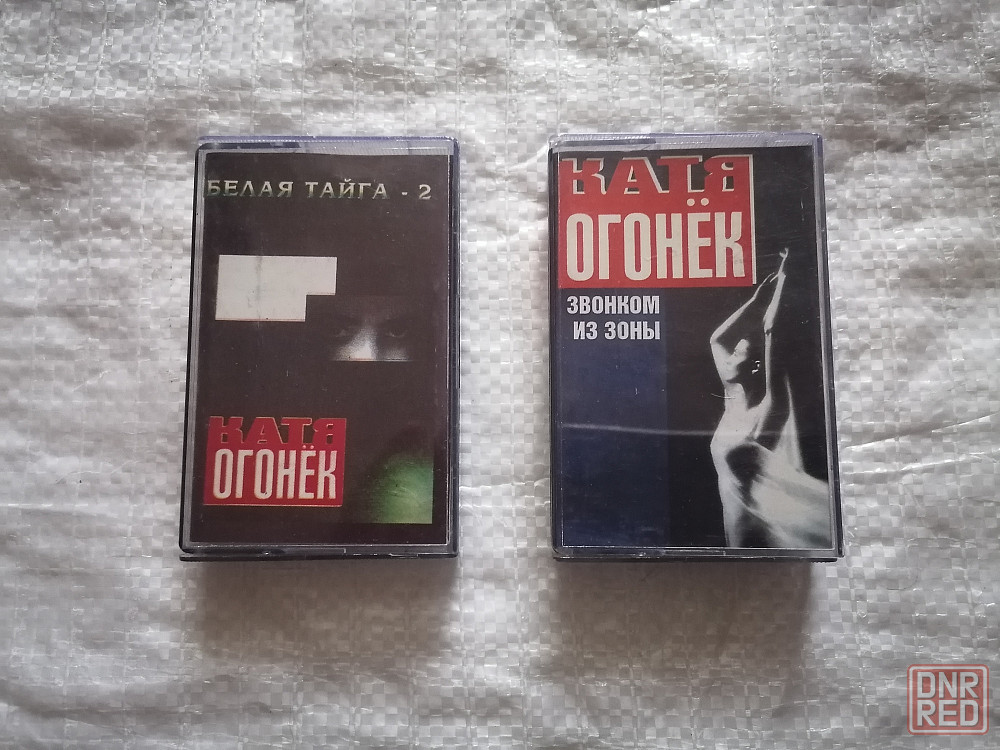 БЕЛАЯ ТАЙГА - 2
КАТЯ
ОГОНЁК
КАТЯ
ОГОНЁК
ЗВОНКОМ
ИЗ ЗОНЫ
DNR
RED